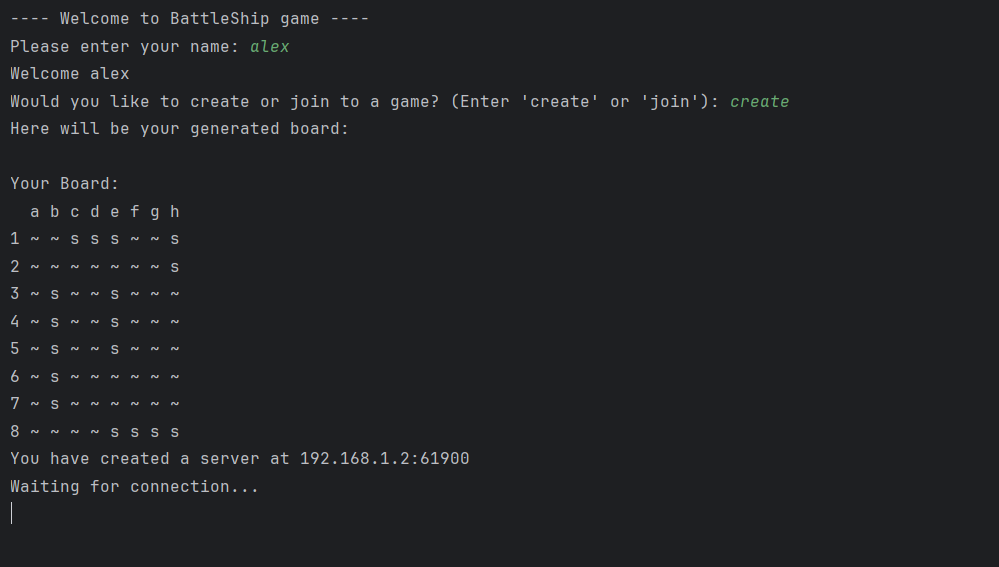 ---- Welcome to BattleShip game ----
Please enter your name: alex
Welcome alex
Would you like to create or join to a game? (Enter 'create' or 'join'): create
Here will be your generated board:

Your Board:
  a b c d e f g h
1 ~ ~ s s s ~ ~ s
2 ~ ~ ~ ~ ~ ~ ~ s
3 ~ s ~ ~ s ~ ~ ~
4 ~ s ~ ~ s ~ ~ ~
5 ~ s ~ ~ s ~ ~ ~
6 ~ s ~ ~ ~ ~ ~ ~
7 ~ s ~ ~ ~ ~ ~ ~
8 ~ ~ ~ ~ s s s s
You have created a server at 192.168.1.2:61900
Waiting for connection...